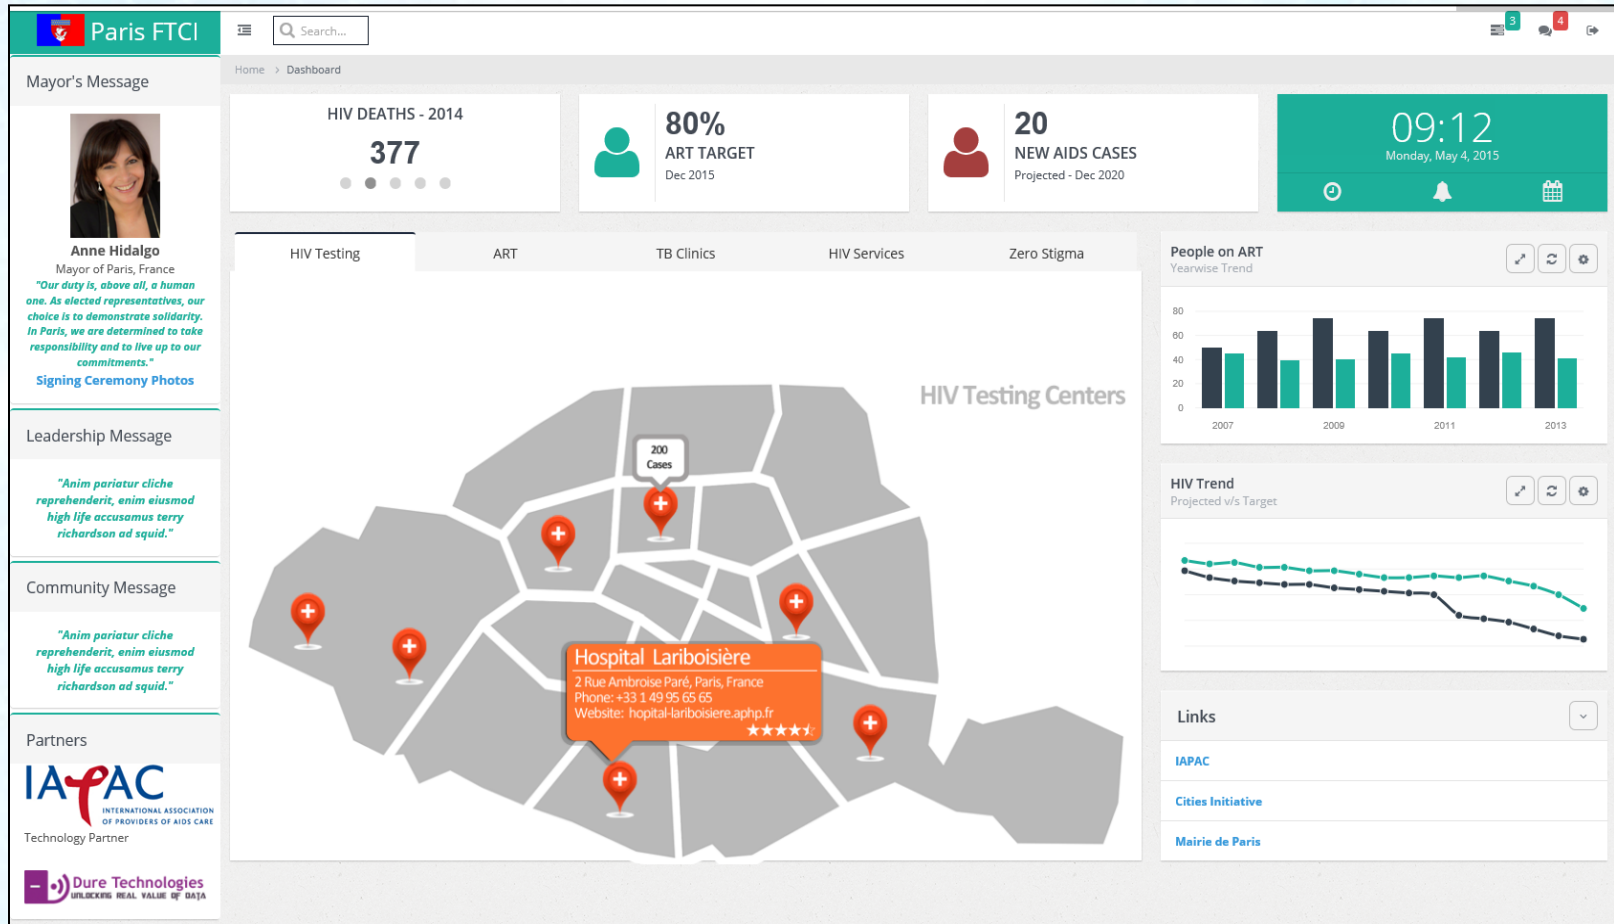 Paris FTCI
Search...
3
4
Home > Dashboard
Mayor's Message
Anne Hidalgo
Mayor of Paris, France
"Our duty is, above all, a human
one. As elected representatives, our
choice is to demonstrate solidarity.
In Paris, we are determined to take
responsibility and to live up to our
commitments."
Signing Ceremony Photos
Leadership Message
"Anim pariatur cliche
reprehenderit, enim eiusmod
high life accusamus terry
richardson ad squid."
Community Message
"Anim pariatur cliche
reprehenderit, enim eiusmod
high life accusamus terry
richardson ad squid."
Partners
IAPAC
INTERNATIONAL ASSOCIATION
OF PROVIDERS OF AIDS CARE
Technology Partner
Dure Technologies
UNLOCKING REAL VALUE OF DATA
HIV DEATHS - 2014
377
80%
ART TARGET
Dec 2015
20
NEW AIDS CASES
Projected - Dec 2020
09:12
Monday, May 4, 2015
HIV Testing
ART
TB Clinics
HIV Services
Zero Stigma
HIV Testing Centers
200
Cases
Hospital Lariboisière
2 Rue Ambroise Paré, Paris, France
Phone: +33 1 49 95 65 65
Website: hopital-lariboisiere.aphp.fr
People on ART
Yearwise Trend
80
60
40
20
0
2007
2009
2011
2013
HIV Trend
Projected v/s Target
Links
IAPAC
Cities Initiative
Mairie de Paris